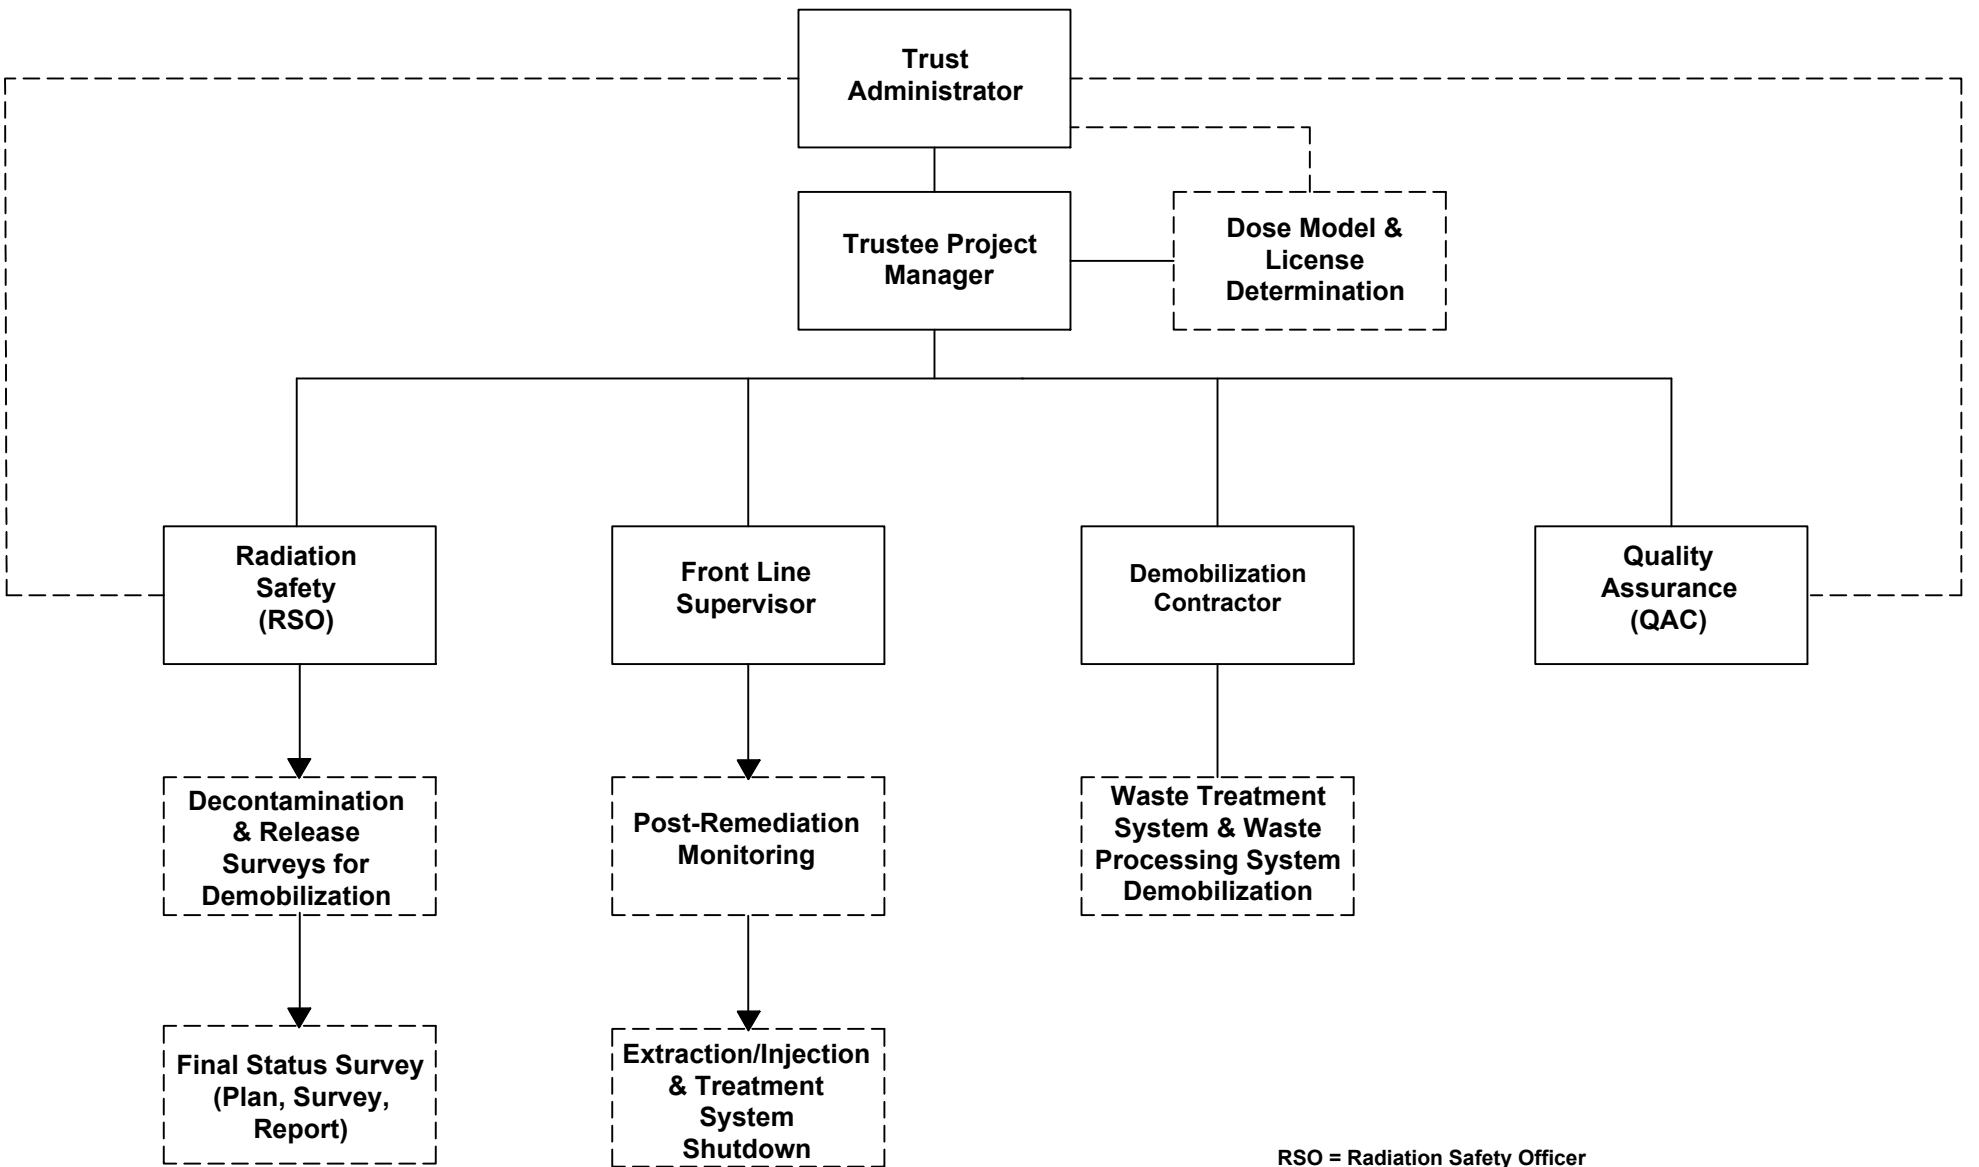 Trust
Administrator
Trustee Project
Manager
Dose Model &
License
Determination
Radiation
Safety
(RSO)
Front Line
Supervisor
Demobilization
Contractor
Quality
Assurance
(QAC)
Decontamination
& Release
Surveys for
Demobilization
Post-Remediation
Monitoring
Waste Treatment
System & Waste
Processing System
Demobilization
Final Status Survey
(Plan, Survey,
Report)
Extraction/Injection
& Treatment
System
Shutdown
RSO = Radiation Safety Officer